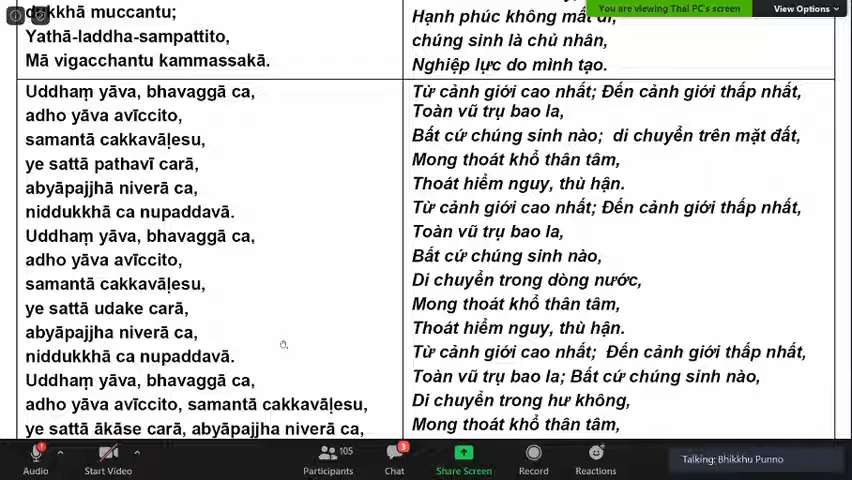 You are viewing Thai PC's screen
View Options
dukkhā muccantu;
Yathā-laddha-sampattito,
Mā vigacchantu kammassakā.
Uddhaṃ yāva, bhavaggā ca,
adho yāva avīccito,
samantā cakkavāḷesu,
ye sattā pathavī carā,
abyāpajjhā niverā ca,
niddukkhā ca nupaddavā.
Uddhaṃ yāva, bhavaggā ca,
adho yāva avīccito,
samantā cakkavāḷesu,
ye sattā udake carā,
abyāpajjha niverā ca,
niddukkhā ca nupaddavā.
Uddhaṃ yāva, bhavaggā ca,
adho yāva avīccito, samantā cakkavāḷesu,
ye sattā ākāse carā, abyāpajjha niverā ca,
Hạnh phúc không mất đi,
chúng sinh là chủ nhân,
Nghiệp lực do mình tạo.
Từ cảnh giới cao nhất; Đến cảnh giới thấp nhất,
Toàn vũ trụ bao la,
Bất cứ chúng sinh nào; di chuyển trên mặt đất,
Mong thoát khổ thân tâm,
Thoát hiểm nguy, thù hận.
Từ cảnh giới cao nhất; Đến cảnh giới thấp nhất,
Toàn vũ trụ bao la,
Bất cứ chúng sinh nào,
Di chuyển trong dòng nước,
Mong thoát khổ thân tâm,
Thoát hiểm nguy, thù hận.
Từ cảnh giới cao nhất; Đến cảnh giới thấp nhất,
Toàn vũ trụ bao la; Bất cứ chúng sinh nào,
Di chuyển trong hư không,
Mong thoát khổ thân tâm,
Audio
Start Video
105
Participants
3
Chat
Share Screen
Record
Reactions
Talking: Bhikkhu Punno